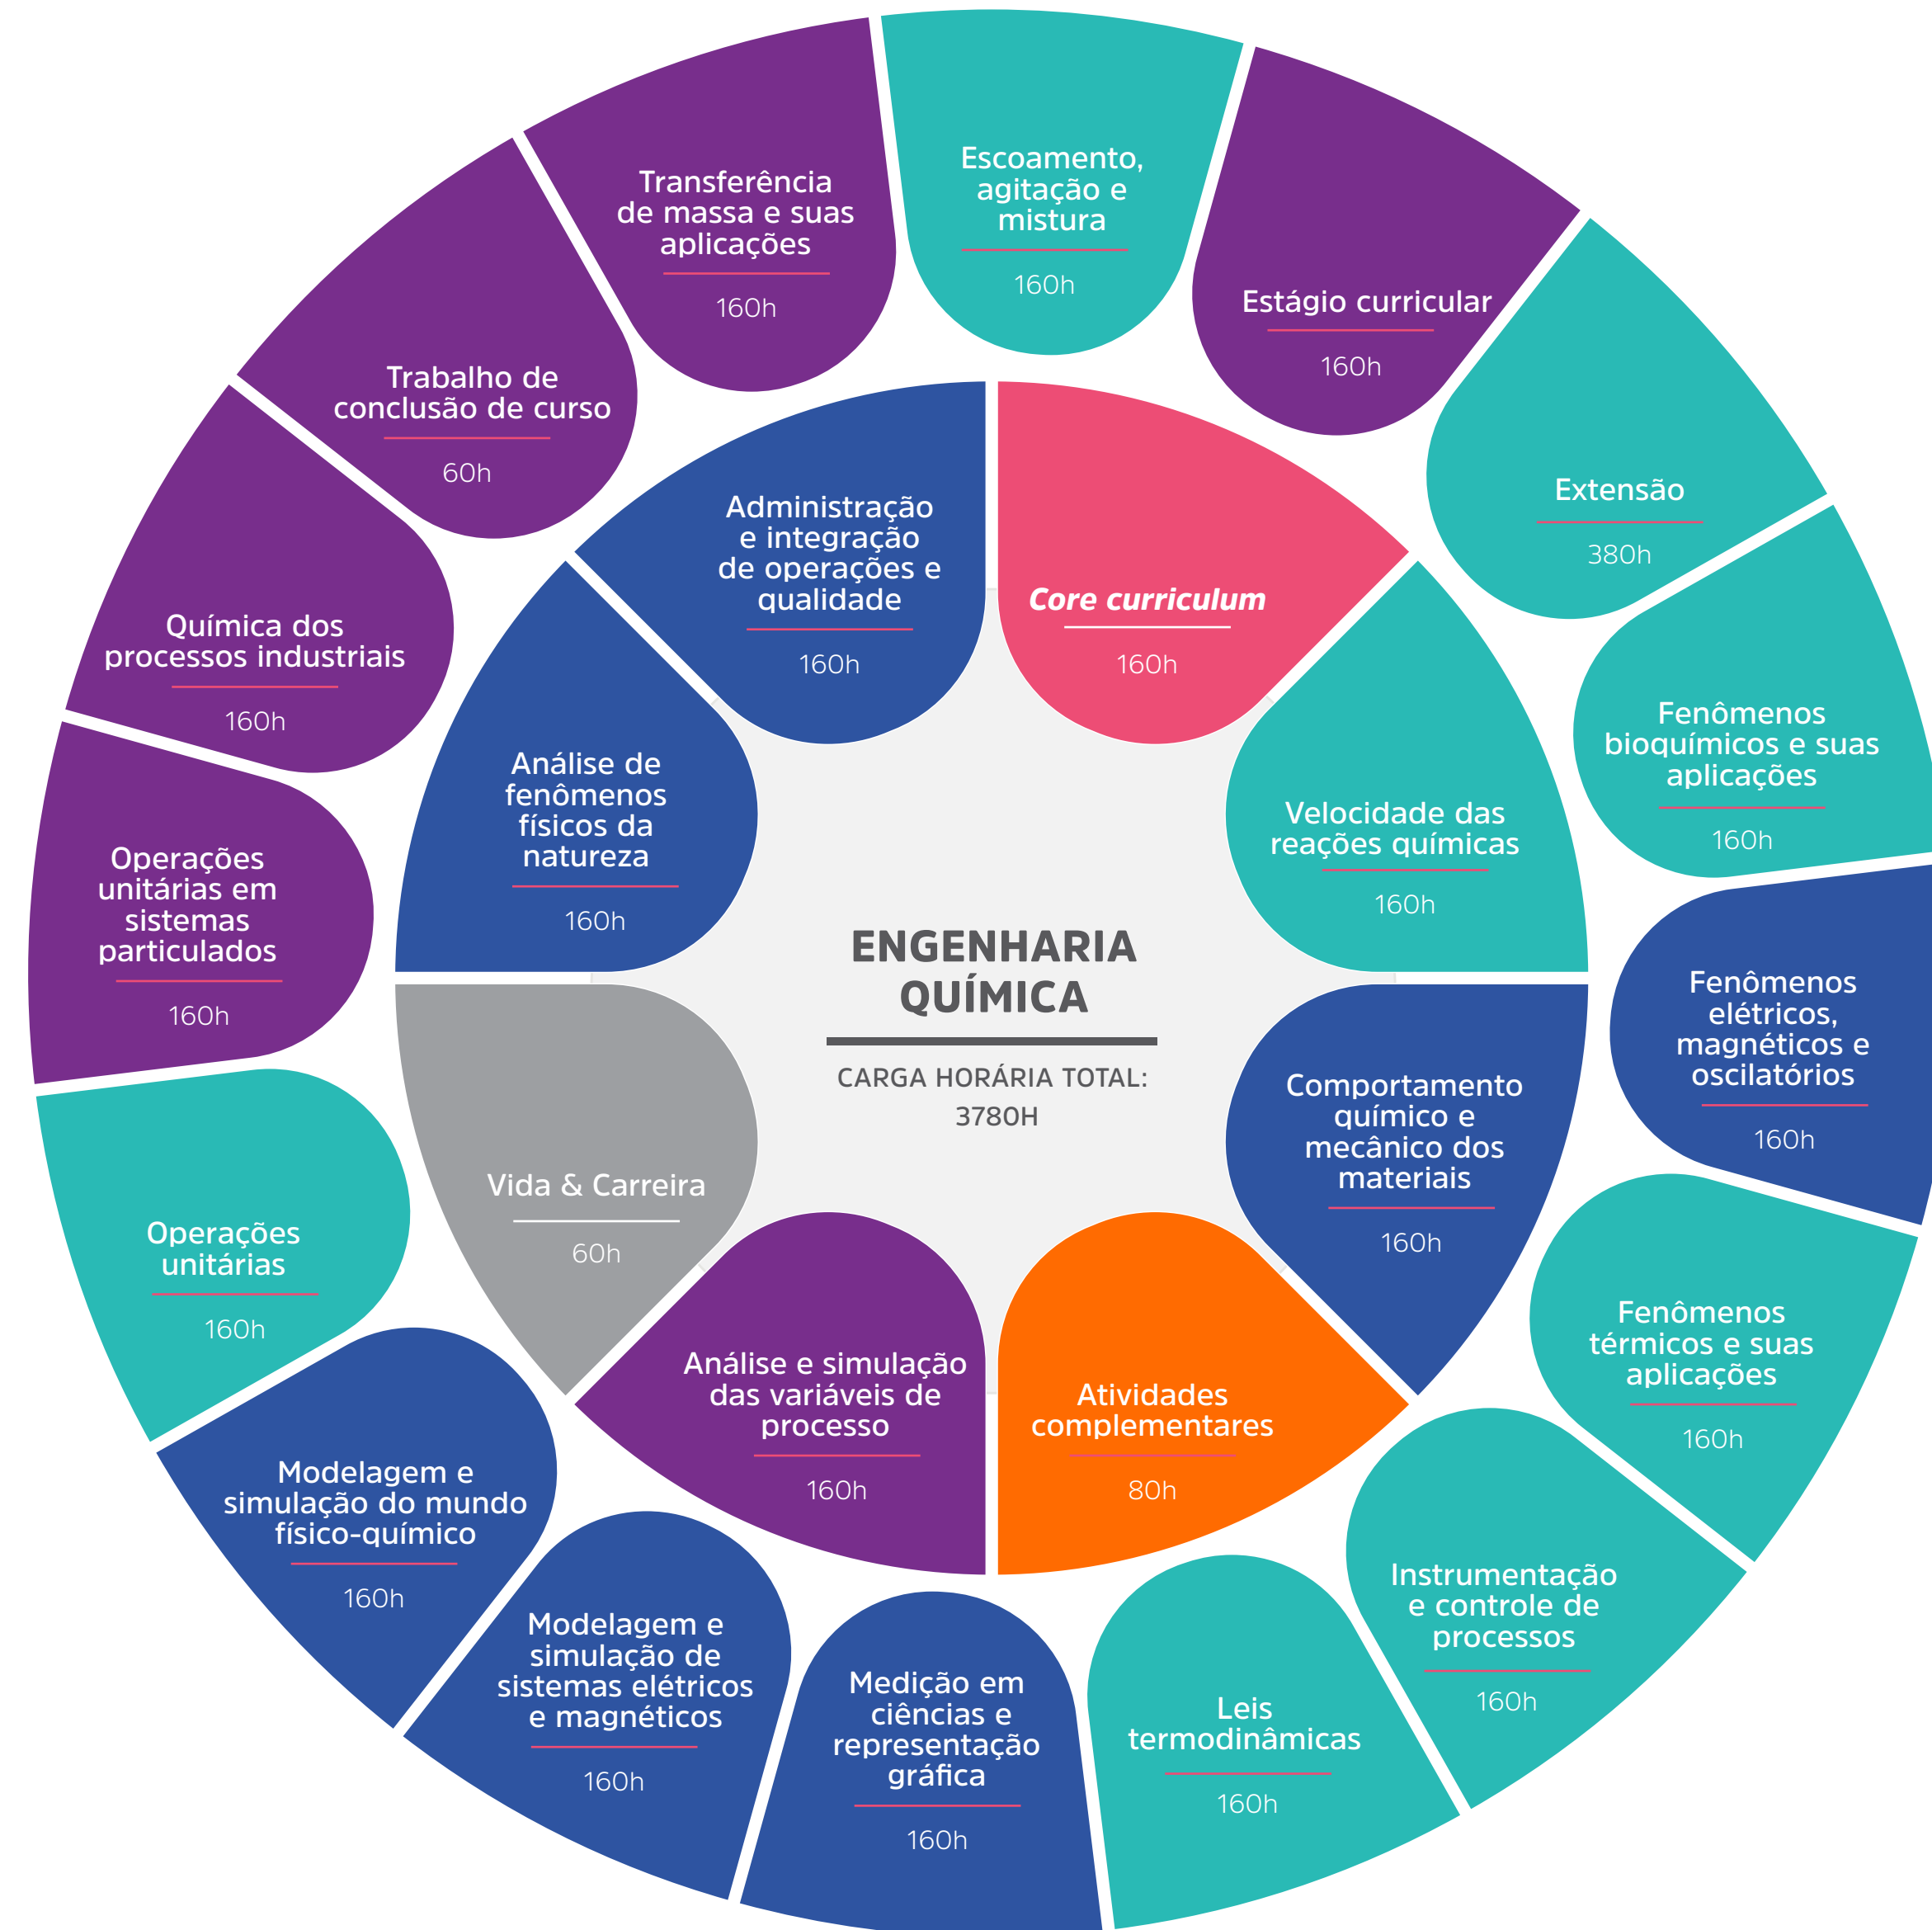 Escoamento,
agitação e
mistura
160h
Estágio curricular
160h
Extensão
380h
Fenômenos
bioquímicos e suas
aplicações
160h
Fenômenos
elétricos,
magnéticos e
oscilatórios
160h
Fenômenos
térmicos e suas
aplicações
160h
Instrumentação
e controle de
processos
160h
Leis
termodinâmicas
160h
Medição em
ciências e
representação
gráfica
160h
Modelagem e
simulação de
sistemas elétricos
e magnéticos
160h
Modelagem e
simulação do mundo
físico-químico
160h
Operações
unitárias
160h
Operações
unitárias em
sistemas
particulados
160h
Química dos
processos industriais
160h
Trabalho de
conclusão de curso
60h
Transferência
de massa e suas
aplicações
160h
Administração
e integração
de operações e
qualidade
160h
Core curriculum
160h
Velocidade das
reações químicas
160h
Comportamento
químico e
mecânico dos
materiais
160h
Atividades
complementares
80h
Análise e simulação
das variáveis de
processo
160h
Vida & Carreira
60h
Análise de
fenômenos
físicos da
natureza
160h
ENGENHARIA
QUÍMICA
CARGA HORÁRIA TOTAL:
3780H